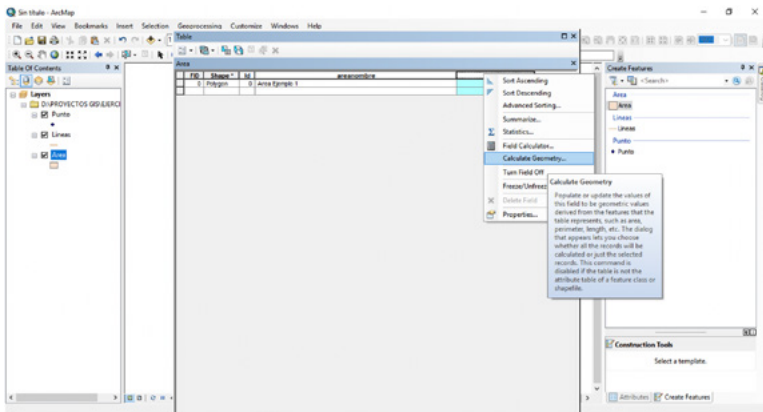 Sin título - ArcMap
File Edit View Bookmarks Insert Selection Geoprocessing Customize Windows Help
Table
Table Of Contents
Layers
D:\PROYECTOS GIS\EJERCI
Punto
Lineas
Area
Area
FID Shape * Id areanombre
0 Polygon 0 Area Ejemplo 1
Sort Ascending
Sort Descending
Advanced Sorting...
Summarize...
Statistics...
Field Calculator...
Calculate Geometry...
Turn Field Off
Freeze/Unfreez
Delete Field
Properties...
Calculate Geometry
Populate or update the values of
this field to be geometric values
derived from the features that the
table represents, such as area,
perimeter, length, etc. The dialog
that appears lets you choose
whether all the records will be
calculated or just the selected
records. This command is
disabled if the table is not the
attribute table of a feature class or
shapefile.
Create Features
<Search>
Area
Area
Lineas
Lineas
Punto
Punto
Construction Tools
Select a template.
Attributes Create Features